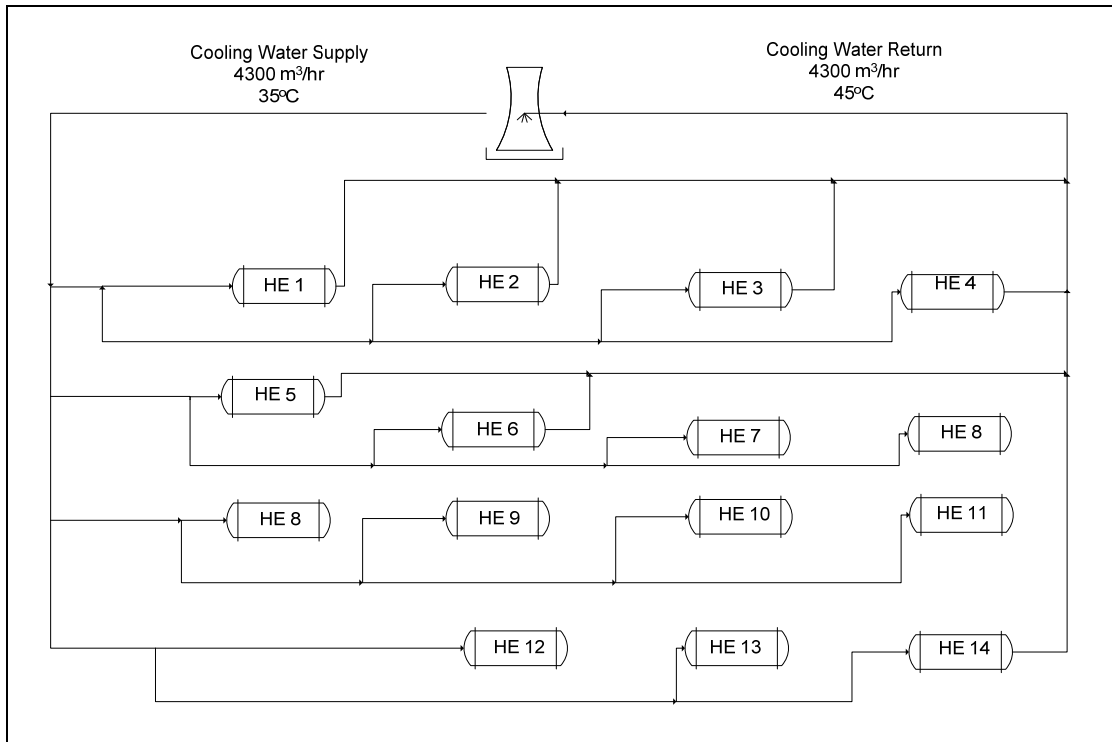 Cooling Water Supply
4300 m³/hr
35°C
Cooling Water Return
4300 m³/hr
45°C
HE 1
HE 2
HE 3
HE 4
HE 5
HE 6
HE 7
HE 8
HE 8
HE 9
HE 10
HE 11
HE 12
HE 13
HE 14